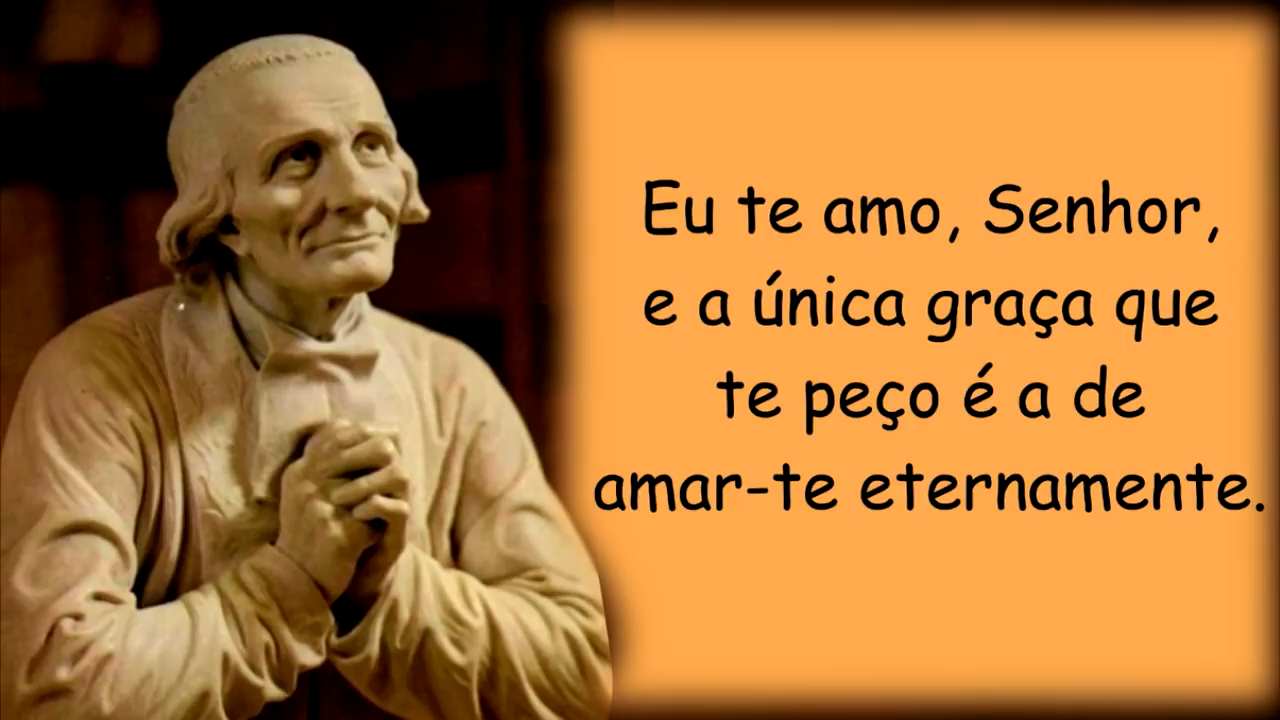 Eu te amo, Senhor,
e a única graça que
te peço é a de
amar-te eternamente.